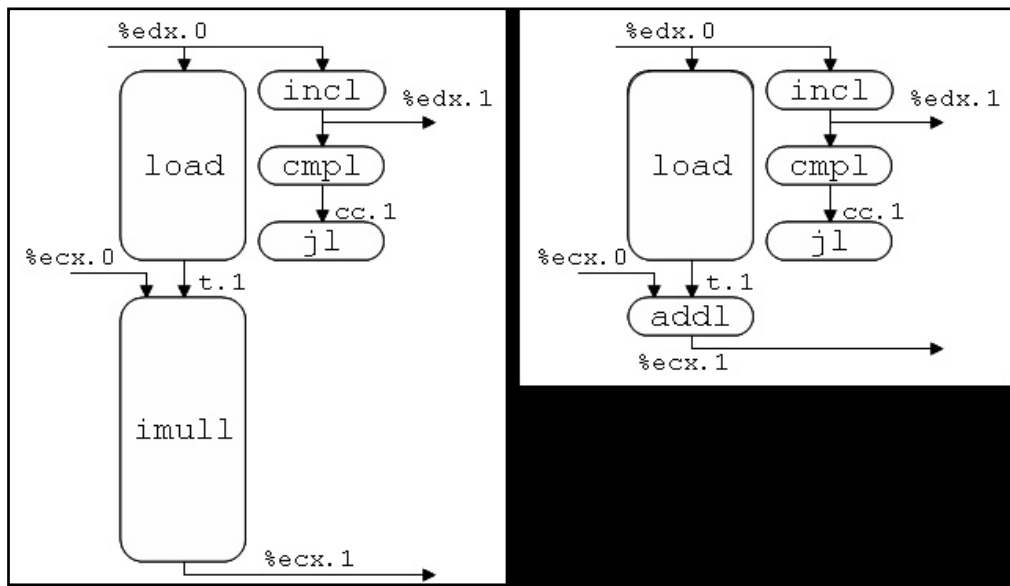 %edx.0
incl
%edx.1
load
cmpl
cc.1
jl
%ecx.0
t.1
imull
%ecx.1
%edx.0
incl
%edx.1
load
cmpl
cc.1
jl
%ecx.0
t.1
addl
%ecx.1